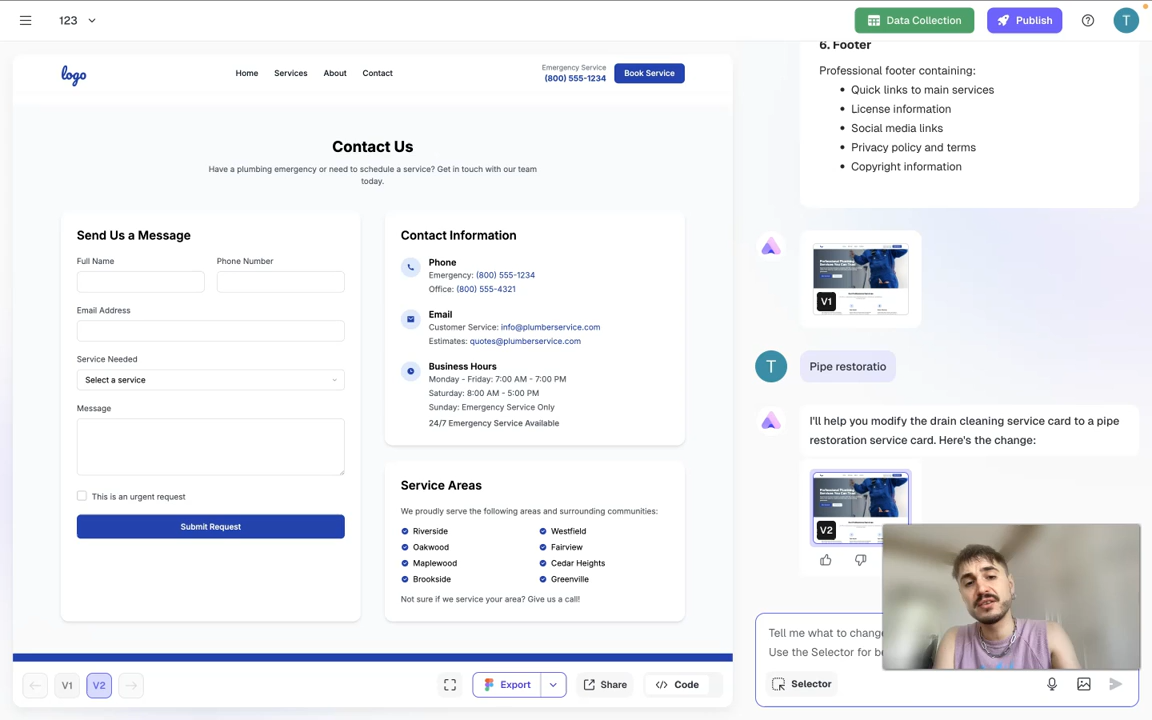 123
Data Collection
Publish
T
logo
Home
Services
About
Contact
Emergency Service
(800) 555-1234
Book Service
Contact Us
Have a plumbing emergency or need to schedule a service? Get in touch with our team
today.
Send Us a Message
Full Name
Phone Number
Email Address
Service Needed
Select a service
Message
This is an urgent request
Submit Request
Contact Information
Phone
Emergency: (800) 555-1234
Office: (800) 555-4321
Email
Customer Service: info@plumberservice.com
Estimates: quotes@plumberservice.com
Business Hours
Monday - Friday: 7:00 AM - 7:00 PM
Saturday: 8:00 AM - 5:00 PM
Sunday: Emergency Service Only
24/7 Emergency Service Available
Service Areas
We proudly serve the following areas and surrounding communities:
Riverside
Westfield
Oakwood
Fairview
Maplewood
Cedar Heights
Brookside
Greenville
Not sure if we service your area? Give us a call!
V1
V2
Export
Share
Code
6. Footer
Professional footer containing:
Quick links to main services
License information
Social media links
Privacy policy and terms
Copyright information
V1
T
Pipe restoratio
I'll help you modify the drain cleaning service card to a pipe
restoration service card. Here's the change:
V2
Tell me what to change
Use the Selector for
Selector